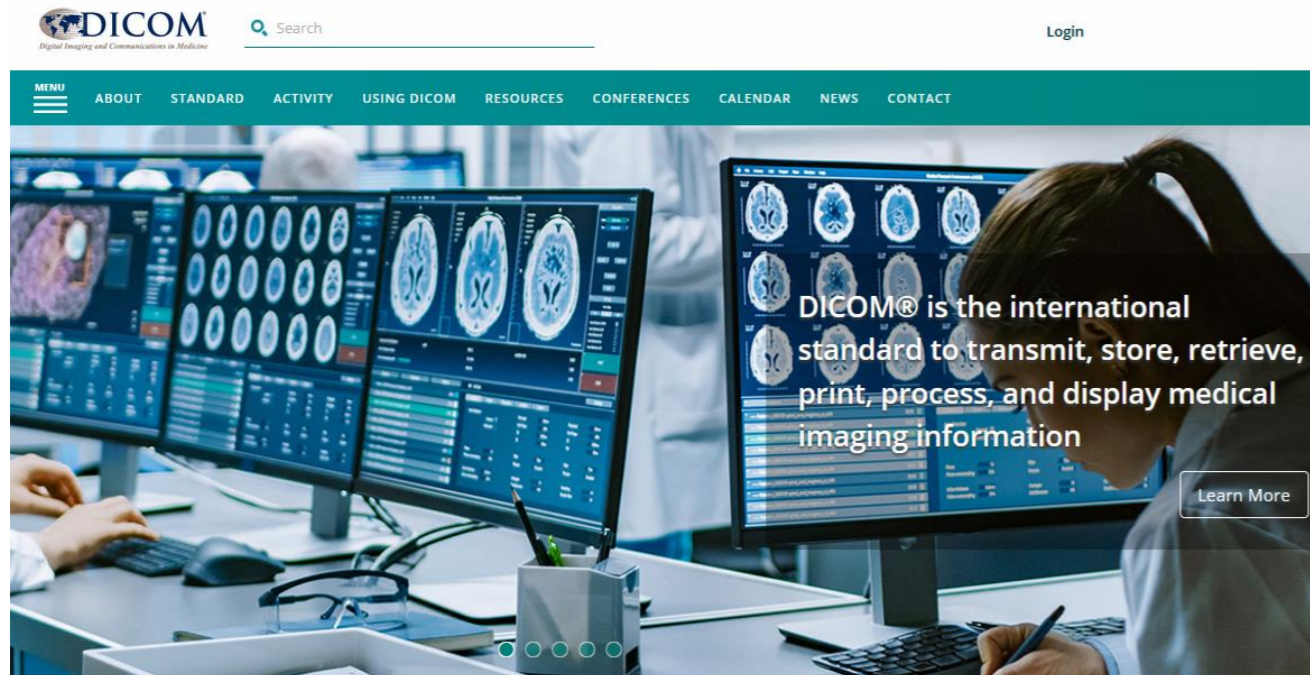 DICOM®
Digital Imaging and Communications in Medicine
Search
Login
MENU
ABOUT STANDARD ACTIVITY USING DICOM RESOURCES CONFERENCES CALENDAR NEWS CONTACT
DICOM® is the international
standard to transmit, store, retrieve,
print, process, and display medical
imaging information
Learn More